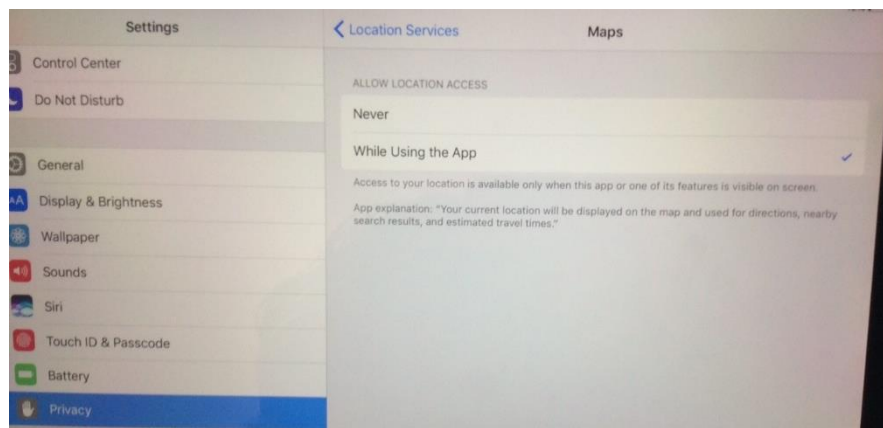 Settings
Control Center
Do Not Disturb
General
AA Display & Brightness
Wallpaper
Sounds
Siri
Touch ID & Passcode
Battery
Privacy
Location Services
Maps
ALLOW LOCATION ACCESS
Never
While Using the App
Access to your location is available only when this app or one of its features is visible on screen.
App explanation: "Your current location will be displayed on the map and used for directions, nearby
search results, and estimated travel times."